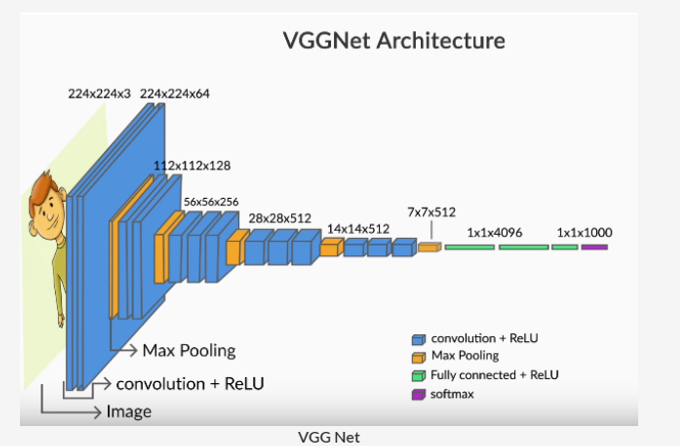 VGGNet Architecture
224x224x3 224x224x64
112x112x128
56x56x256
28x28x512
14x14x512
7x7x512
1x1x4096
1x1x1000
Max Pooling
convolution + ReLU
Image
convolution + ReLU
Max Pooling
Fully connected + ReLU
softmax
VGG Net